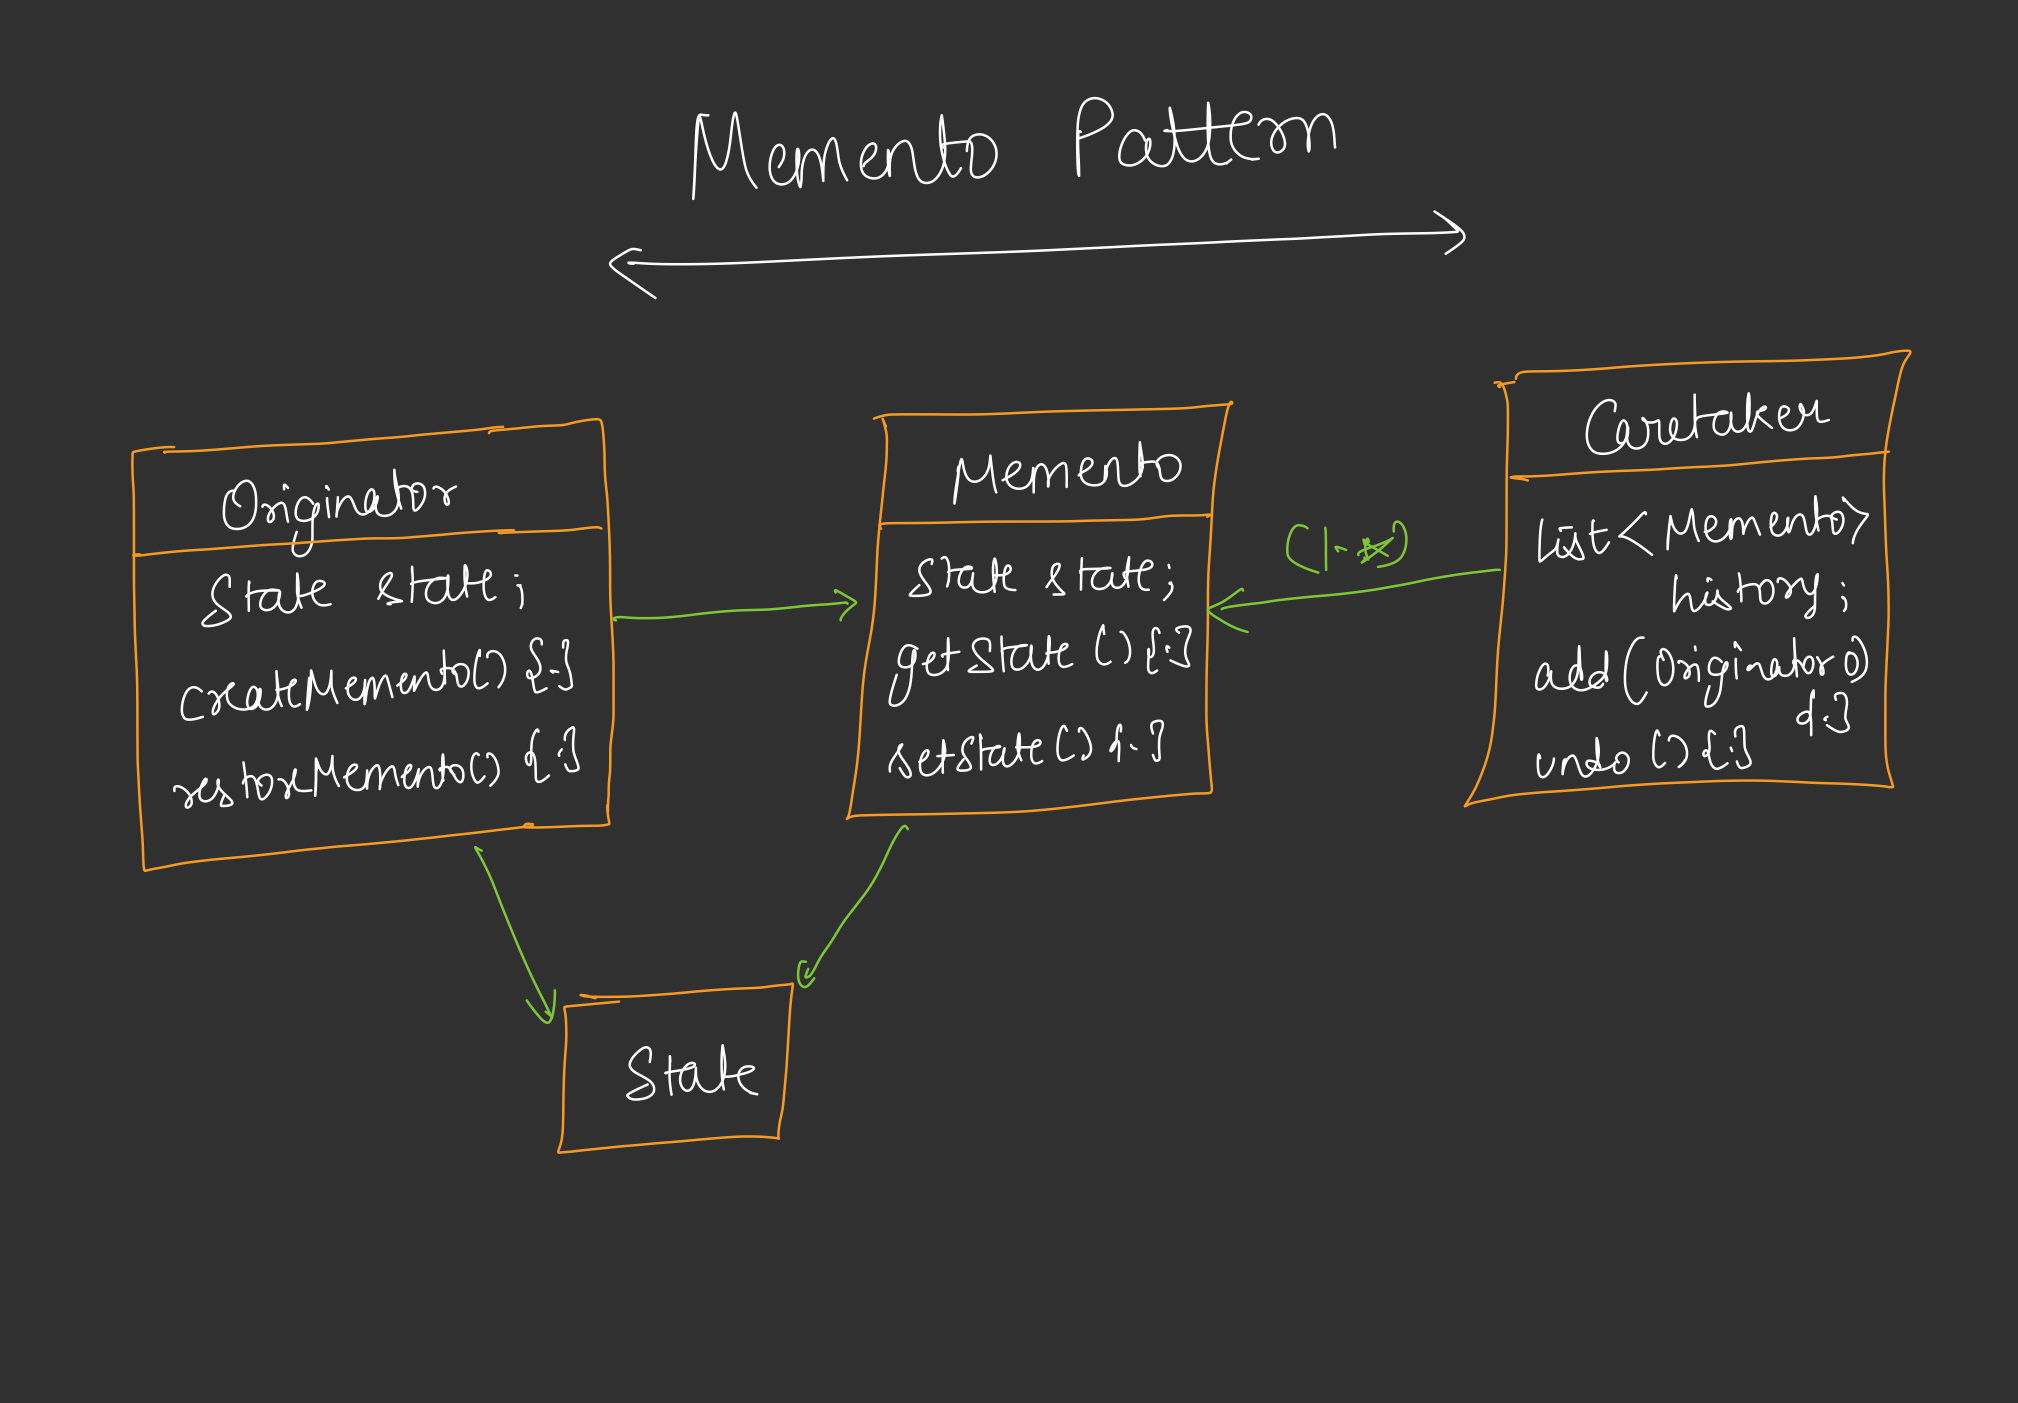 Memento Pattern
Originator
State state;
createMemento() {..}
restoreMemento() {..}
Memento
State state;
getState () {..}
setState () {..}
(1-*)
Caretaker
List<Memento>
history;
add(Originator o)
{..}
undo () {..}
State